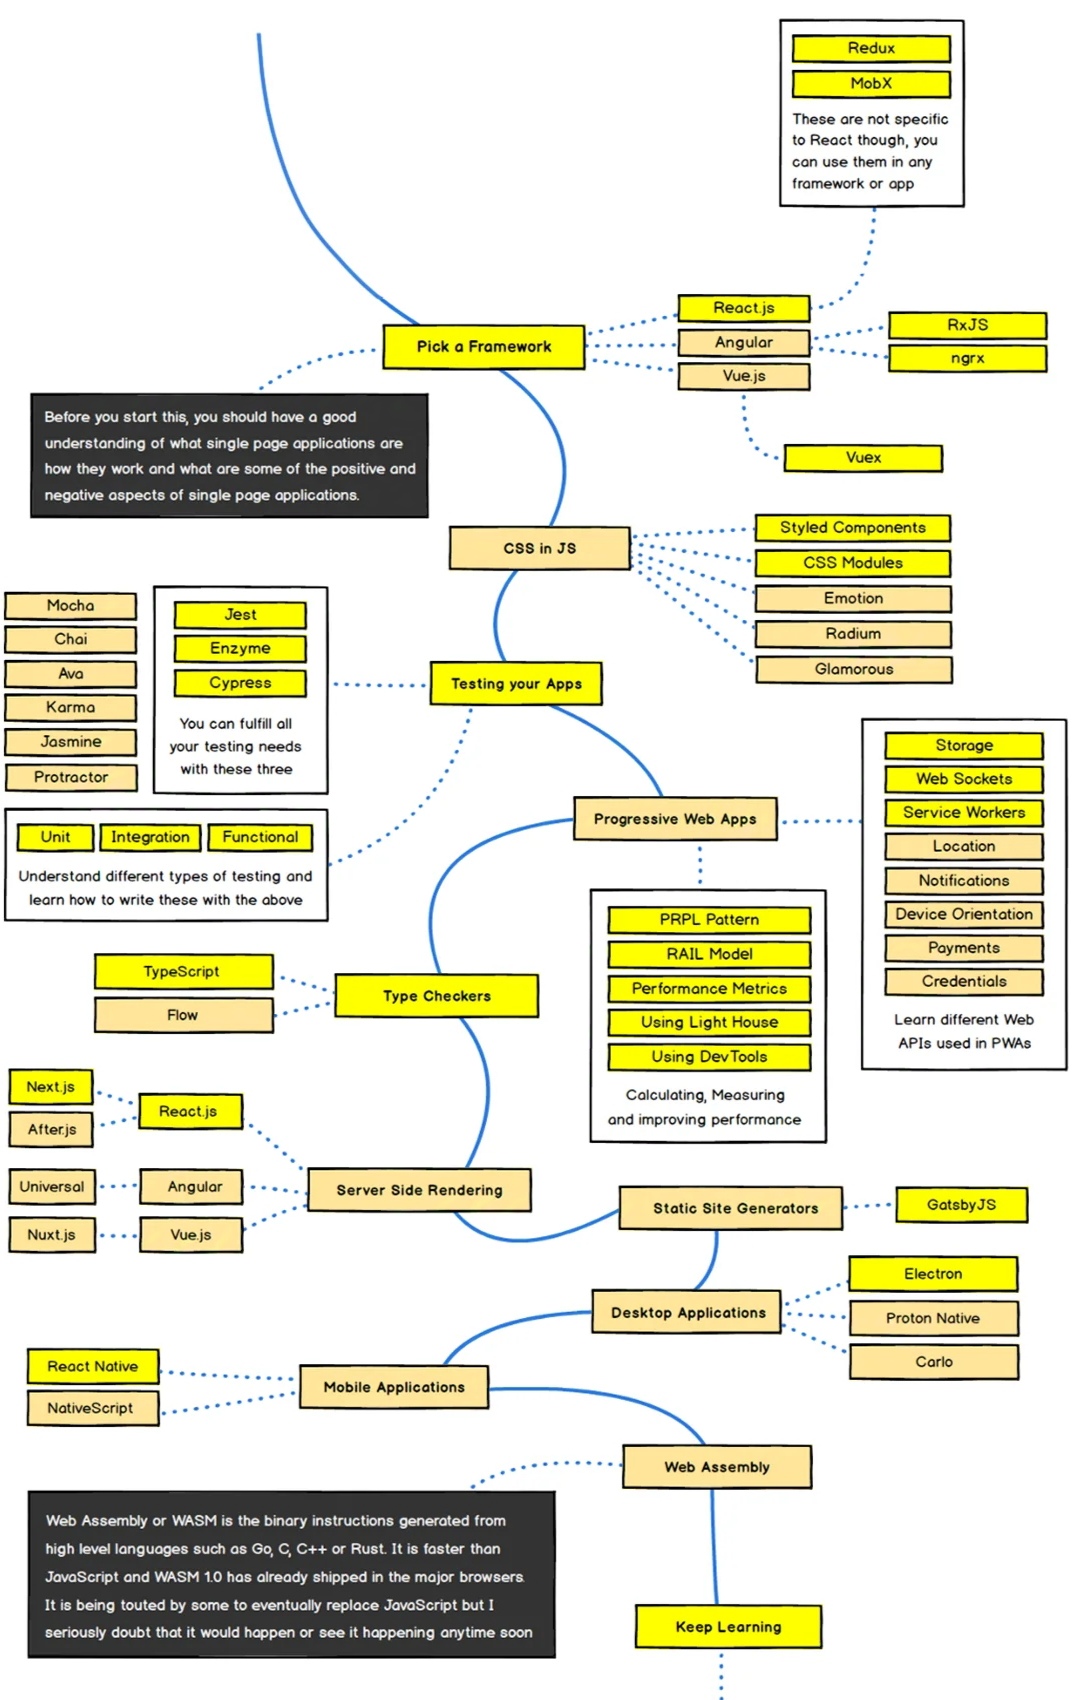 Redux
MobX
These are not specific
to React though, you
can use them in any
framework or app
Pick a Framework
React.js
Angular
Vue.js
RxJS
ngrx
Vuex
Before you start this, you should have a good
understanding of what single page applications are
how they work and what are some of the positive and
negative aspects of single page applications.
CSS in JS
Styled Components
CSS Modules
Emotion
Radium
Glamorous
Mocha
Chai
Ava
Karma
Jasmine
Protractor
Jest
Enzyme
Cypress
You can fulfill all
your testing needs
with these three
Testing your Apps
Unit
Integration
Functional
Understand different types of testing and
learn how to write these with the above
Progressive Web Apps
Storage
Web Sockets
Service Workers
Location
Notifications
Device Orientation
Payments
Credentials
Learn different Web
APIs used in PWAs
PRPL Pattern
RAIL Model
Performance Metrics
Using Light House
Using DevTools
Calculating, Measuring
and improving performance
TypeScript
Flow
Type Checkers
Next.js
After.js
React.js
Universal
Angular
Nuxt.js
Vue.js
Server Side Rendering
Static Site Generators
GatsbyJS
Desktop Applications
Electron
Proton Native
Carlo
React Native
NativeScript
Mobile Applications
Web Assembly
Web Assembly or WASM is the binary instructions generated from
high level languages such as Go, C, C++ or Rust. It is faster than
JavaScript and WASM 1.0 has already shipped in the major browsers.
It is being touted by some to eventually replace JavaScript but I
seriously doubt that it would happen or see it happening anytime soon
Keep Learning